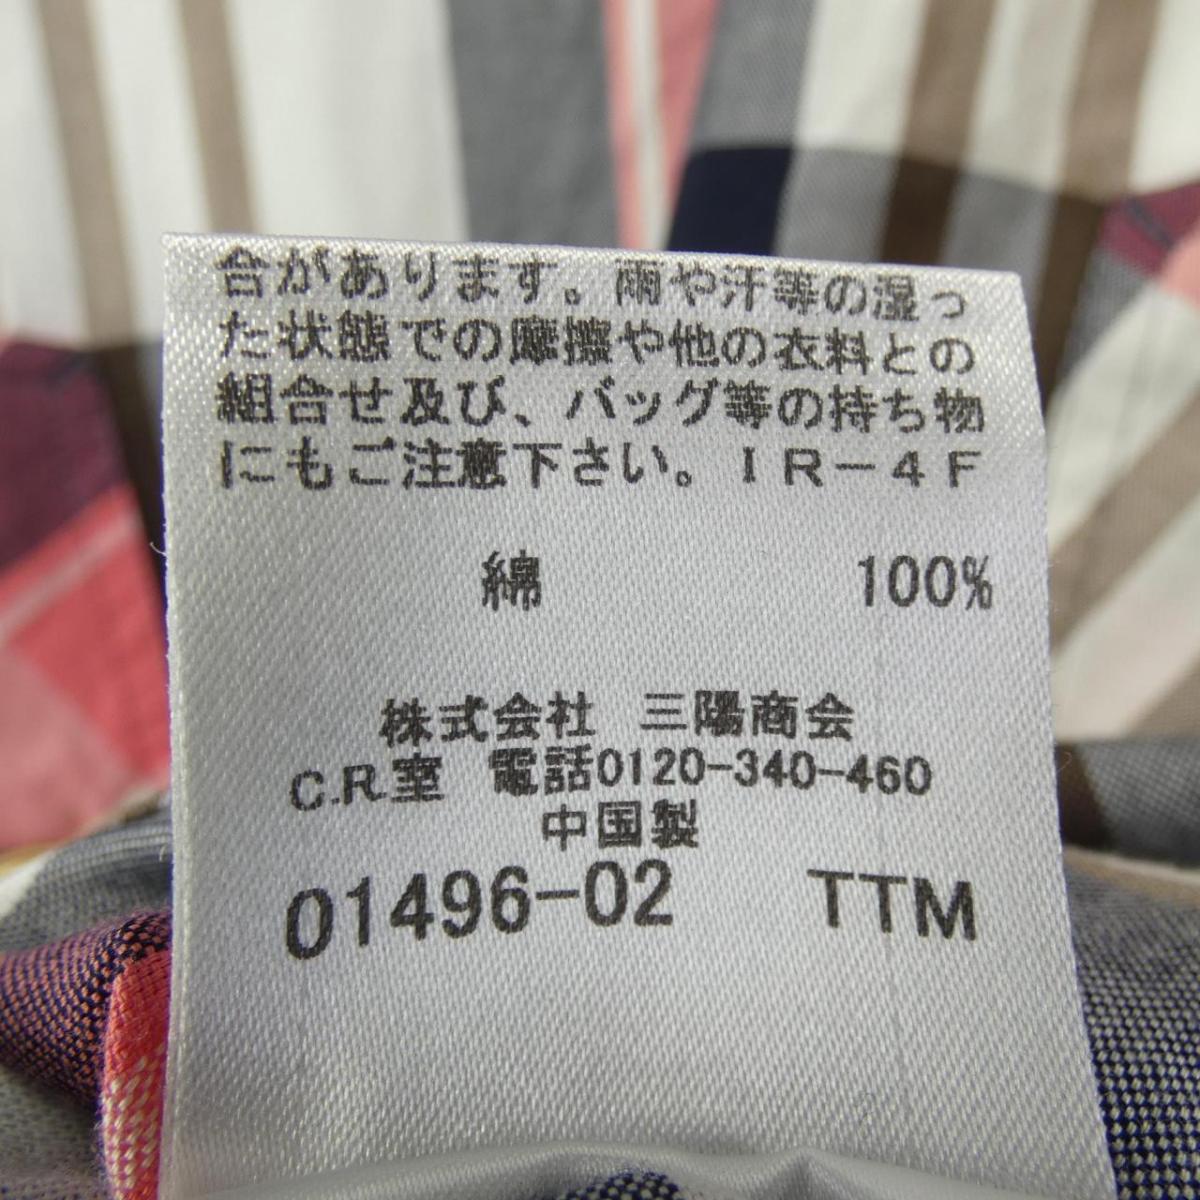 合があります。雨や汗等の湿っ
た状態での摩擦や他の衣料との
組合せ及び、バッグ等の持ち物
にもご注意下さい。IR-4F
綿 100%
株式会社 三陽商会
C.R.室 電話0120-340-460
中国製
01496-02 TTM